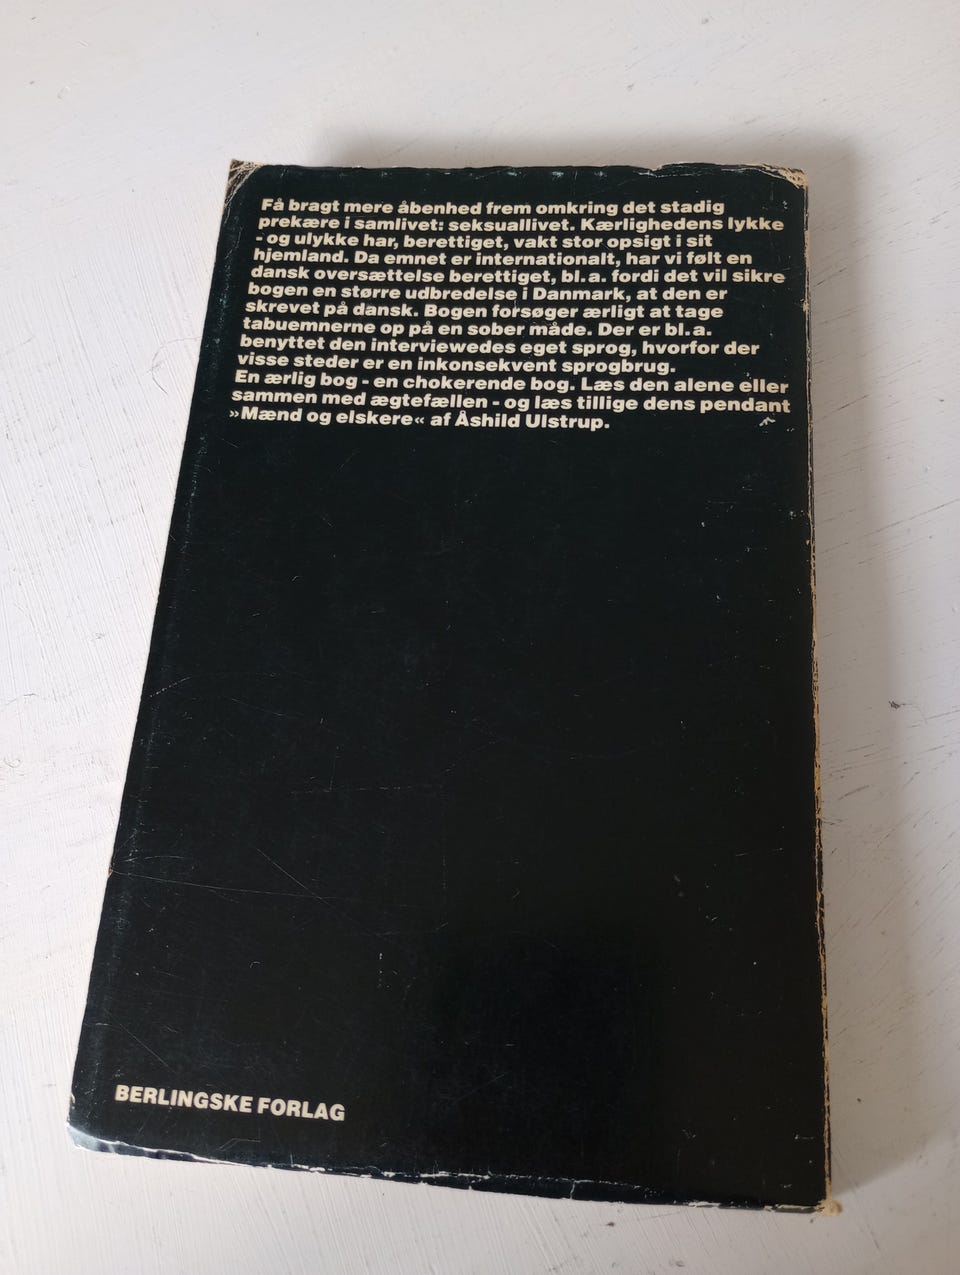 Få bragt mere åbenhed frem omkring det stadig
prekære i samlivet: seksuallivet. Kærlighedens lykke
- og ulykke har, berettiget, vakt stor opsigt i sit
hjemland. Da emnet er internationalt, har vi følt en
dansk oversættelse berettiget, bl.a. fordi det vil sikre
bogen en større udbredelse i Danmark, at den er
skrevet på dansk. Bogen forsøger ærligt at tage
tabuemnerne op på en sober måde. Der er bl.a.
benyttet den interviewedes eget sprog, hvorfor der
visse steder er en inkonsekvent sprogbrug.
En ærlig bog - en chokerende bog. Læs den alene eller
sammen med ægtefællen - og læs tillige dens pendant
»Mænd og elskere« af Åshild Ulstrup.
BERLINGSKE FORLAG